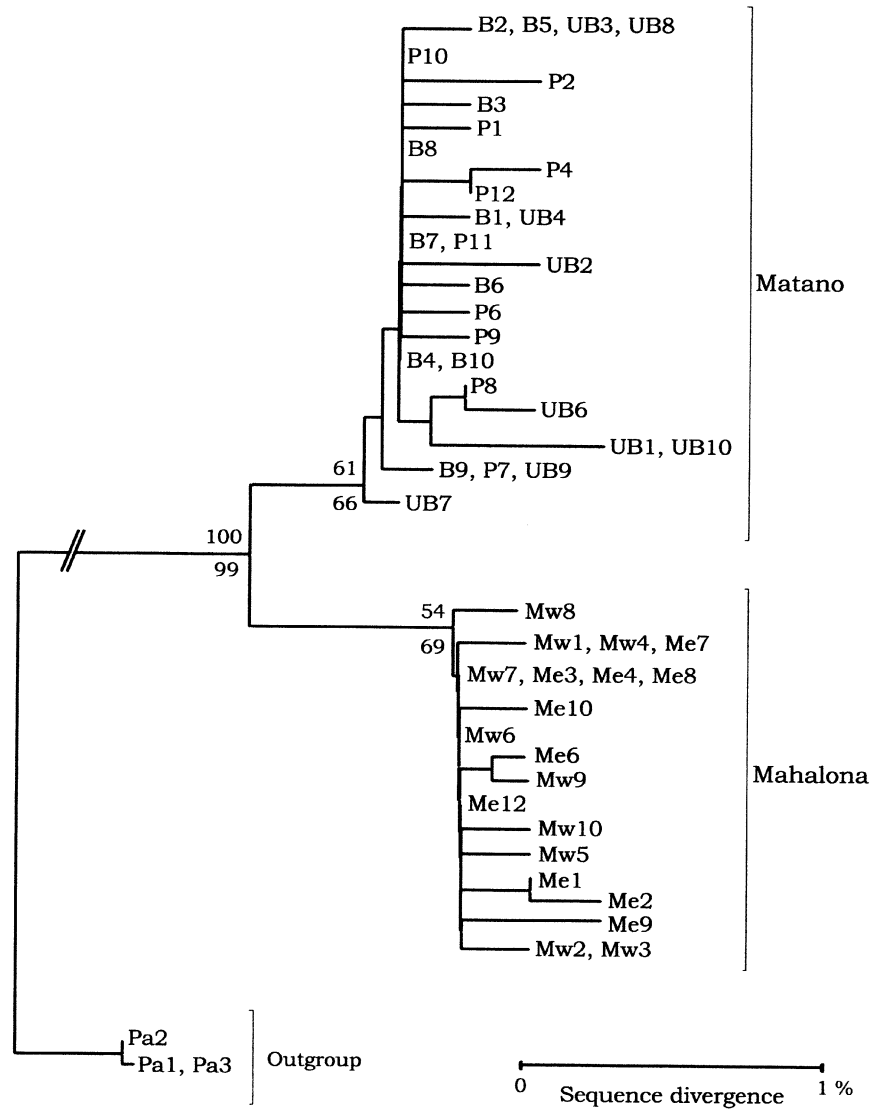 B2, B5, UB3, UB8
P10
P2
B3
P1
B8
P4
P12
B1, UB4
B7, P11
UB2
B6
Matano
P6
P9
B4, B10
P8
UB6
UB1, UB10
61
B9, P7, UB9
66
UB7
100
99
54
Mw8
69
Mw1, Mw4, Me7
Mw7, Me3, Me4, Me8
Me10
Mw6
Me6
Mahalona
Mw9
Me12
Mw10
Mw5
Me1
Me2
Me9
Mw2, Mw3
Pa2
Pa1, Pa3
Outgroup
0
Sequence divergence
1 %